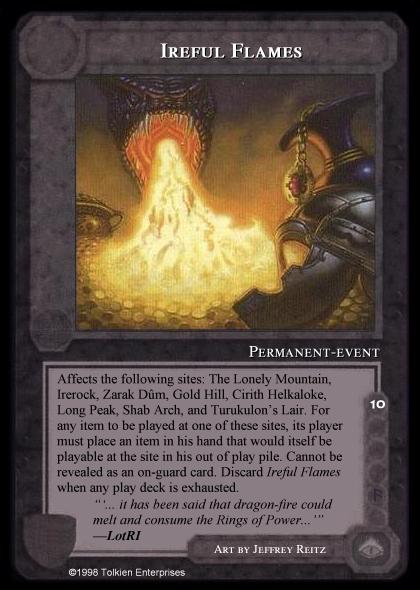 IREFUL FLAMES
PERMANENT-EVENT
Affects the following sites: The Lonely Mountain,
Irerock, Zarak Dûm, Gold Hill, Cirith Helkaloke,
Long Peak, Shab Arch, and Turukulon's Lair. For
any item to be played at one of these sites, its player
must place an item in his hand that would itself be
playable at the site in his out of play pile. Cannot be
revealed as an on-guard card. Discard Ireful Flames
when any play deck is exhausted.
10
"‘... it has been said that dragon-fire could
melt and consume the Rings of Power...’"
—LotRI
ART BY JEFFREY REITZ
©1998 Tolkien Enterprises